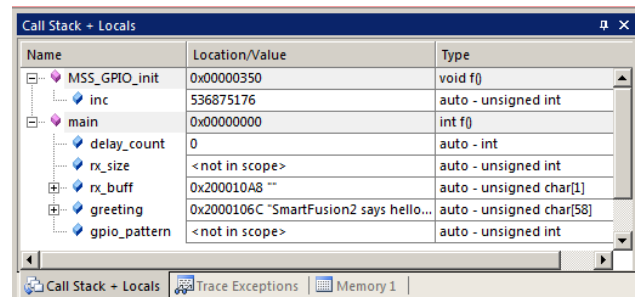 Call Stack + Locals
Name Location/Value Type
MSS_GPIO_init 0x00000350 void f()
inc 536875176 auto - unsigned int
main 0x00000000 int f()
delay_count 0 auto - int
rx_size <not in scope> auto - unsigned int
rx_buff 0x200010A8 "" auto - unsigned char[1]
greeting 0x2000106C "SmartFusion2 says hello... auto - unsigned char[58]
gpio_pattern <not in scope> auto - unsigned int
Call Stack + Locals Trace Exceptions Memory 1